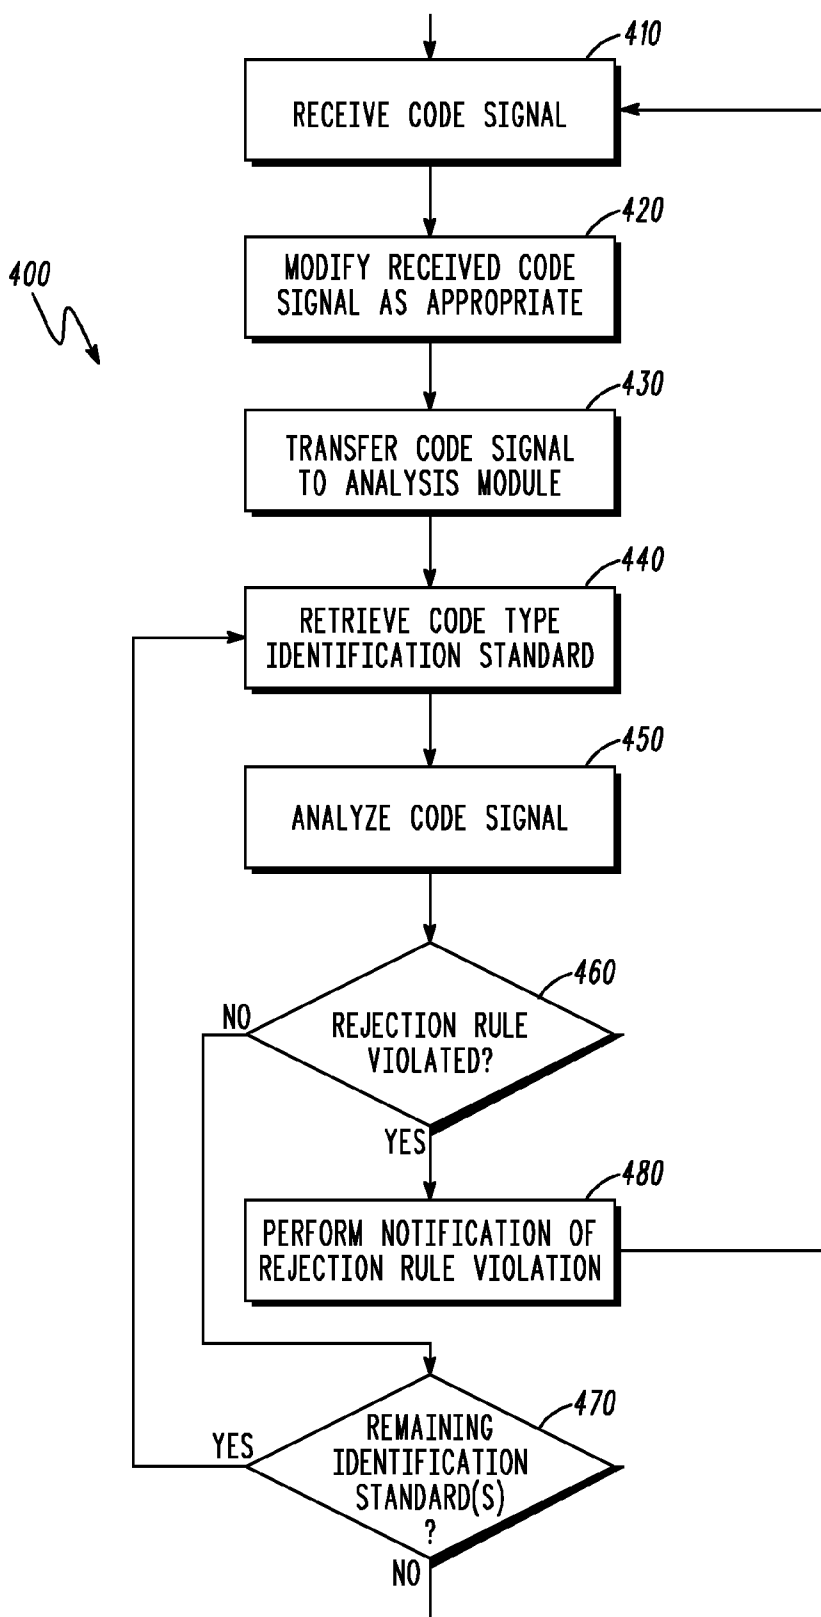 410
RECEIVE CODE SIGNAL
420
MODIFY RECEIVED CODE
SIGNAL AS APPROPRIATE
400
430
TRANSFER CODE SIGNAL
TO ANALYSIS MODULE
440
RETRIEVE CODE TYPE
IDENTIFICATION STANDARD
450
ANALYZE CODE SIGNAL
460
NO
REJECTION RULE
VIOLATED?
YES
480
PERFORM NOTIFICATION OF
REJECTION RULE VIOLATION
470
YES
REMAINING
IDENTIFICATION
STANDARD(S)
?
NO